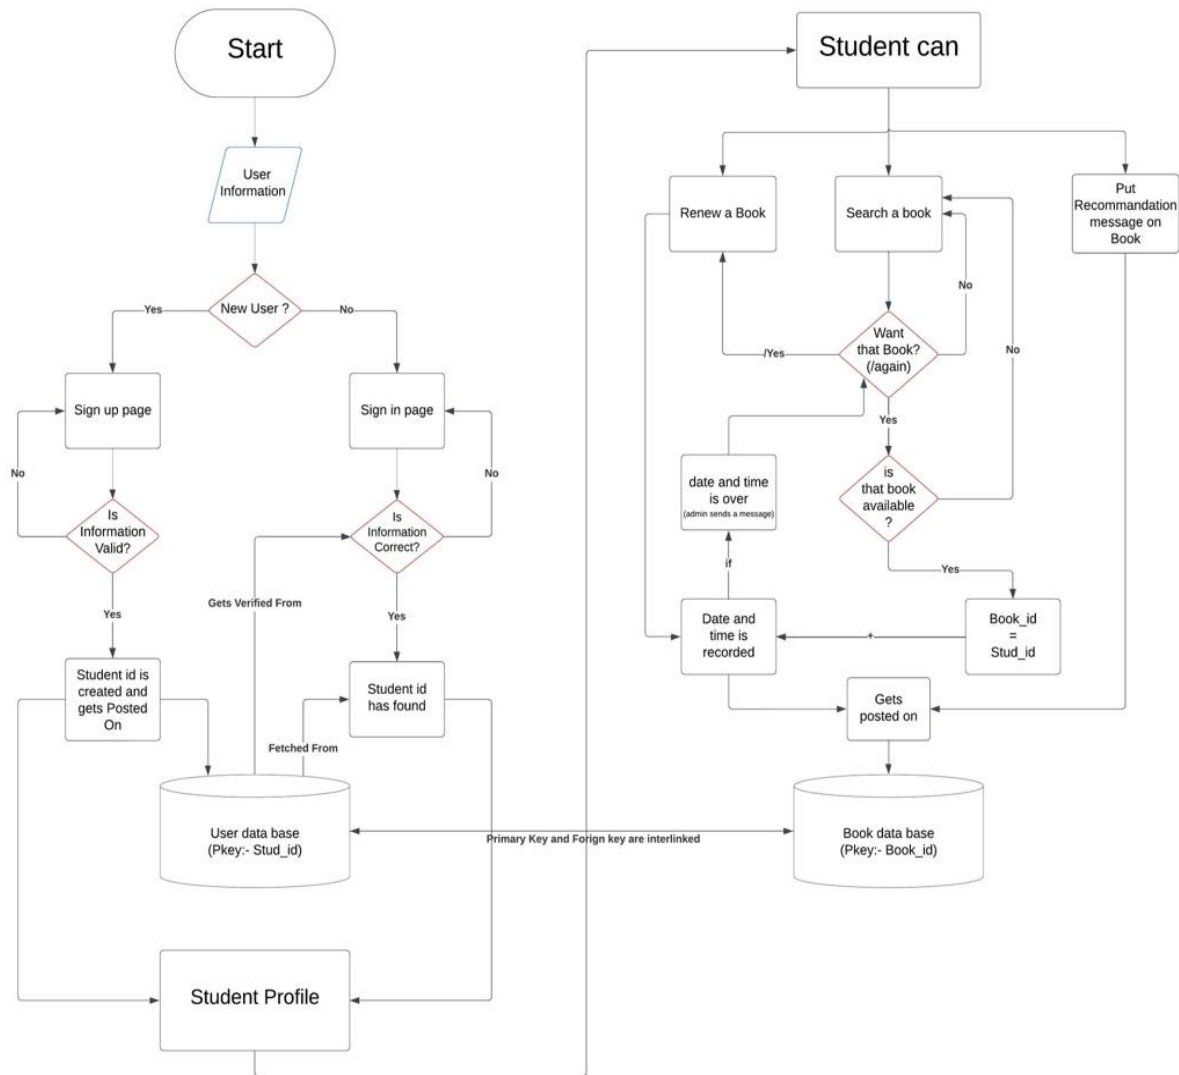 Start
User
Information
New User ?
Yes
No
Sign up page
Sign in page
No
No
Is
Information
Valid?
Is
Information
Correct?
Yes
Gets Verified From
Yes
Student id is
created and
gets Posted
On
Student id
has found
Fetched From
User data base
(Pkey:- Stud_id)
Primary Key and Forign key are interlinked
Student Profile
Student can
Renew a Book
Search a book
Put
Recommandation
message on
Book
No
Want
that Book?
(/again)
/Yes
No
Yes
is
that book
available
?
date and time
is over
(admin sends a message)
if
Yes
Date and
time is
recorded
+
Book_id
=
Stud_id
Gets
posted on
Book data base
(Pkey:- Book_id)